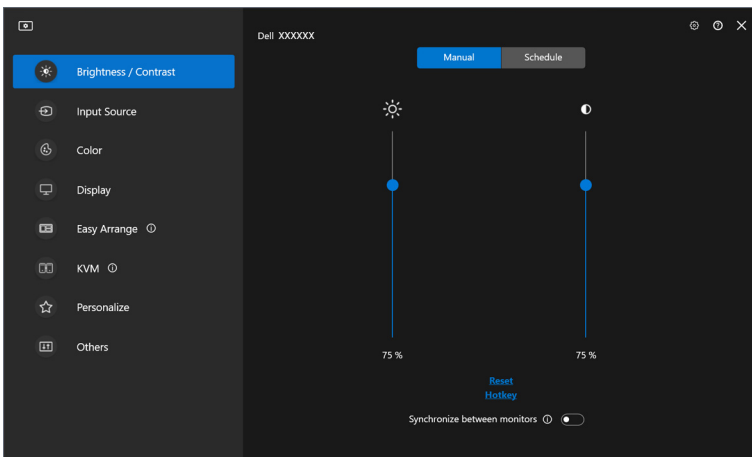 Dell XXXXXX
Manual Schedule
Brightness / Contrast
Input Source
Color
Display
Easy Arrange
KVM
Personalize
Others
75 % 75 %
Reset
Hotkey
Synchronize between monitors